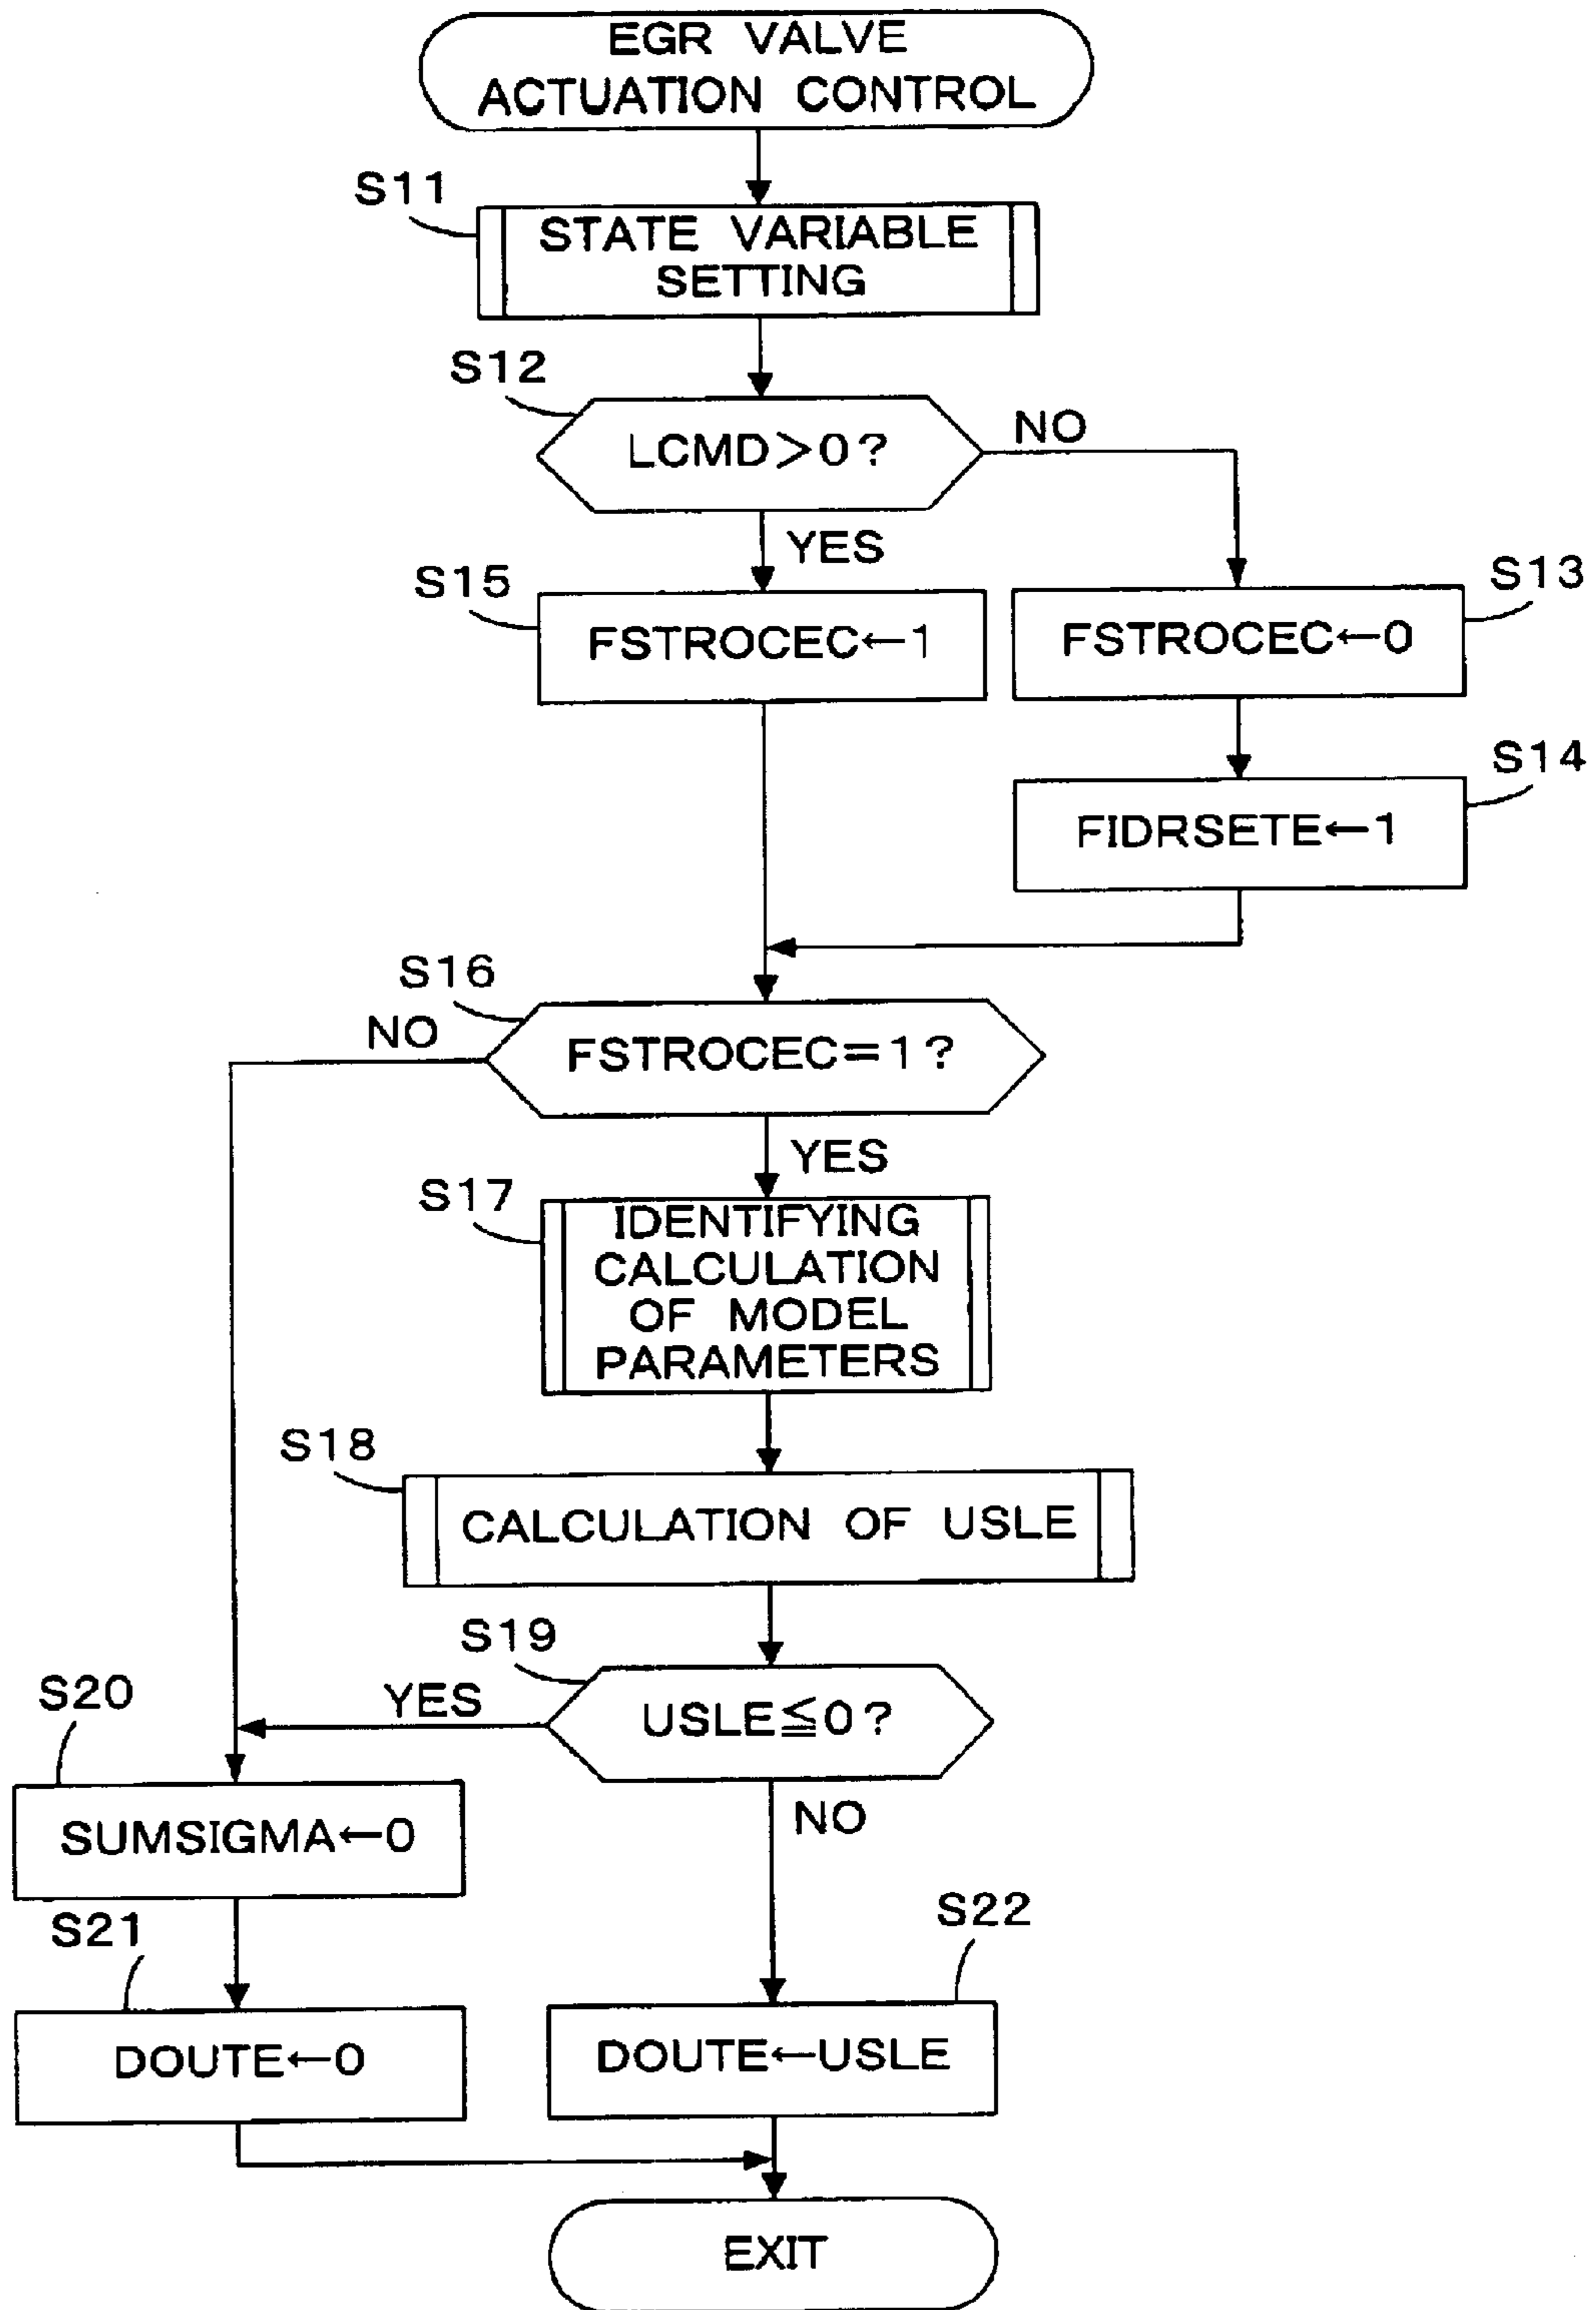 EGR VALVE
ACTUATION CONTROL
S11
STATE VARIABLE
SETTING
S12
LCMD>0?
NO
YES
S15
FSTROCEC←1
S13
FSTROCEC←0
S14
FIDRSETE←1
S16
NO
FSTROCEC=1?
YES
S17
IDENTIFYING
CALCULATION
OF MODEL
PARAMETERS
S18
CALCULATION OF USLE
S19
YES
USLE≦0?
S20
NO
SUMSIGMA←0
S21
S22
DOUTE←0
DOUTE←USLE
EXIT